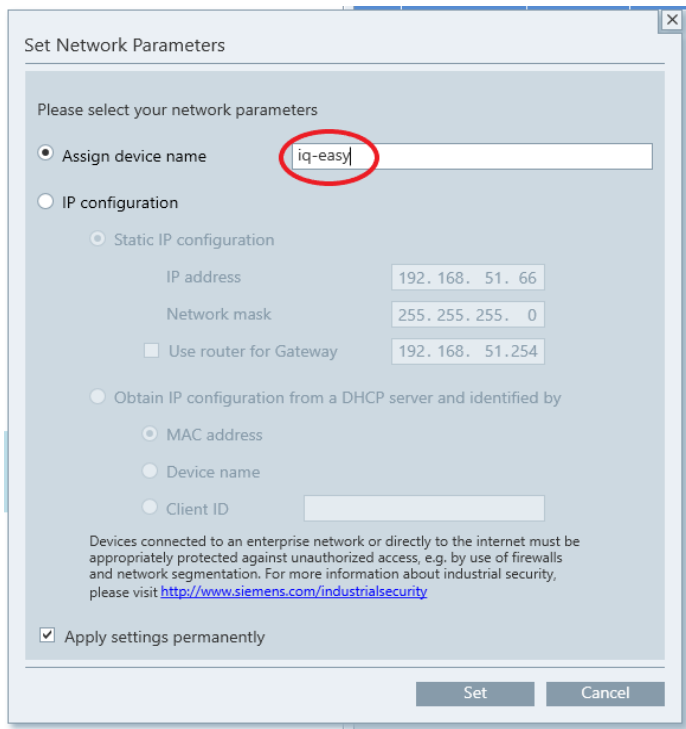 Set Network Parameters
Please select your network parameters
Assign device name iq-easy
IP configuration
Static IP configuration
IP address 192. 168. 51. 66
Network mask 255. 255. 255. 0
Use router for Gateway 192. 168. 51.254
Obtain IP configuration from a DHCP server and identified by
MAC address
Device name
Client ID
Devices connected to an enterprise network or directly to the internet must be
appropriately protected against unauthorized access, e.g. by use of firewalls
and network segmentation. For more information about industrial security,
please visit http://www.siemens.com/industrialsecurity
Apply settings permanently
Set Cancel